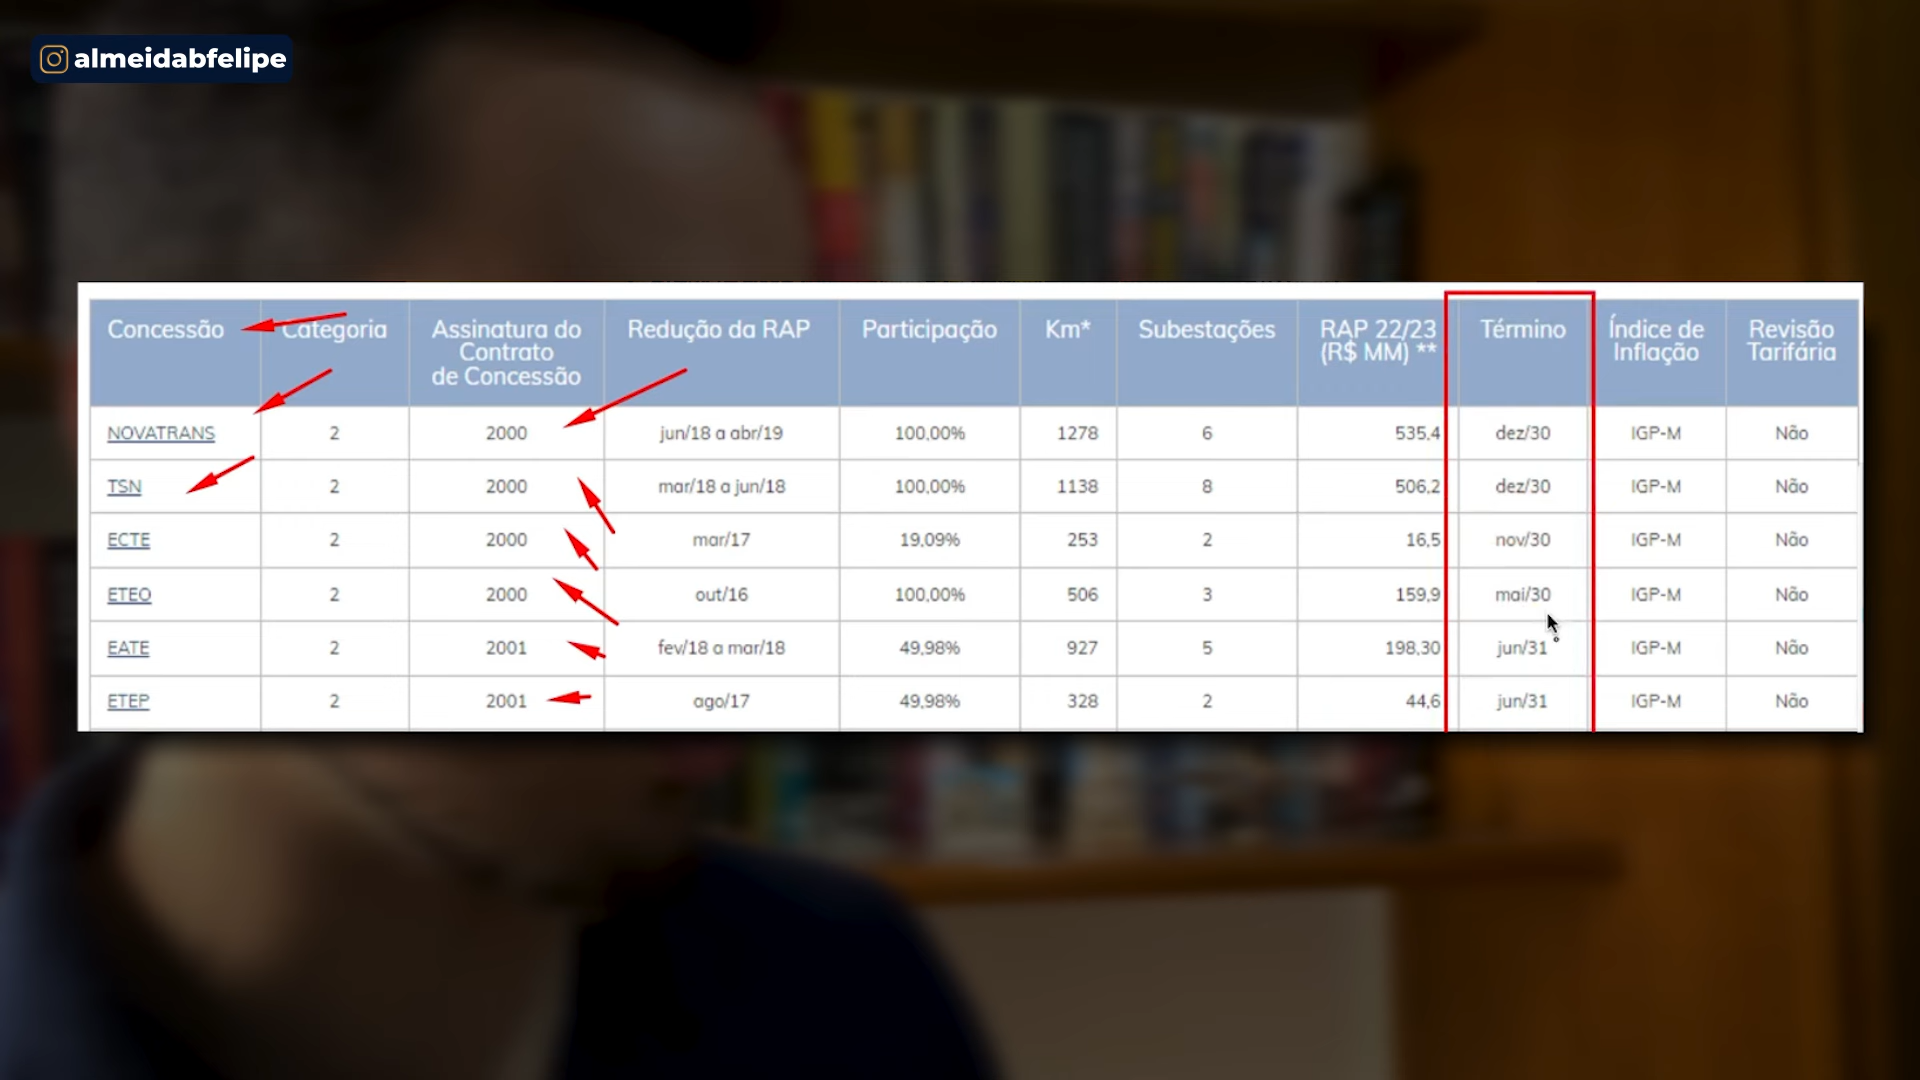 almeidabfelipe
Concessão Categoria Assinatura do Contrato de Concessão Redução da RAP Participação Km* Subestações RAP 22/23 (R$ MM) ** Término Índice de Inflação Revisão Tarifária
NOVATRANS 2 2000 jun/18 a abr/19 100,00% 1278 6 535,4 dez/30 IGP-M Não
TSN 2 2000 mar/18 a jun/18 100,00% 1138 8 506,2 dez/30 IGP-M Não
ECTE 2 2000 mar/17 19,09% 253 2 16,5 nov/30 IGP-M Não
ETEO 2 2000 out/16 100,00% 506 3 159,9 mai/30 IGP-M Não
EATE 2 2001 fev/18 a mar/18 49,98% 927 5 198,30 jun/31 IGP-M Não
ETEP 2 2001 ago/17 49,98% 328 2 44,6 jun/31 IGP-M Não